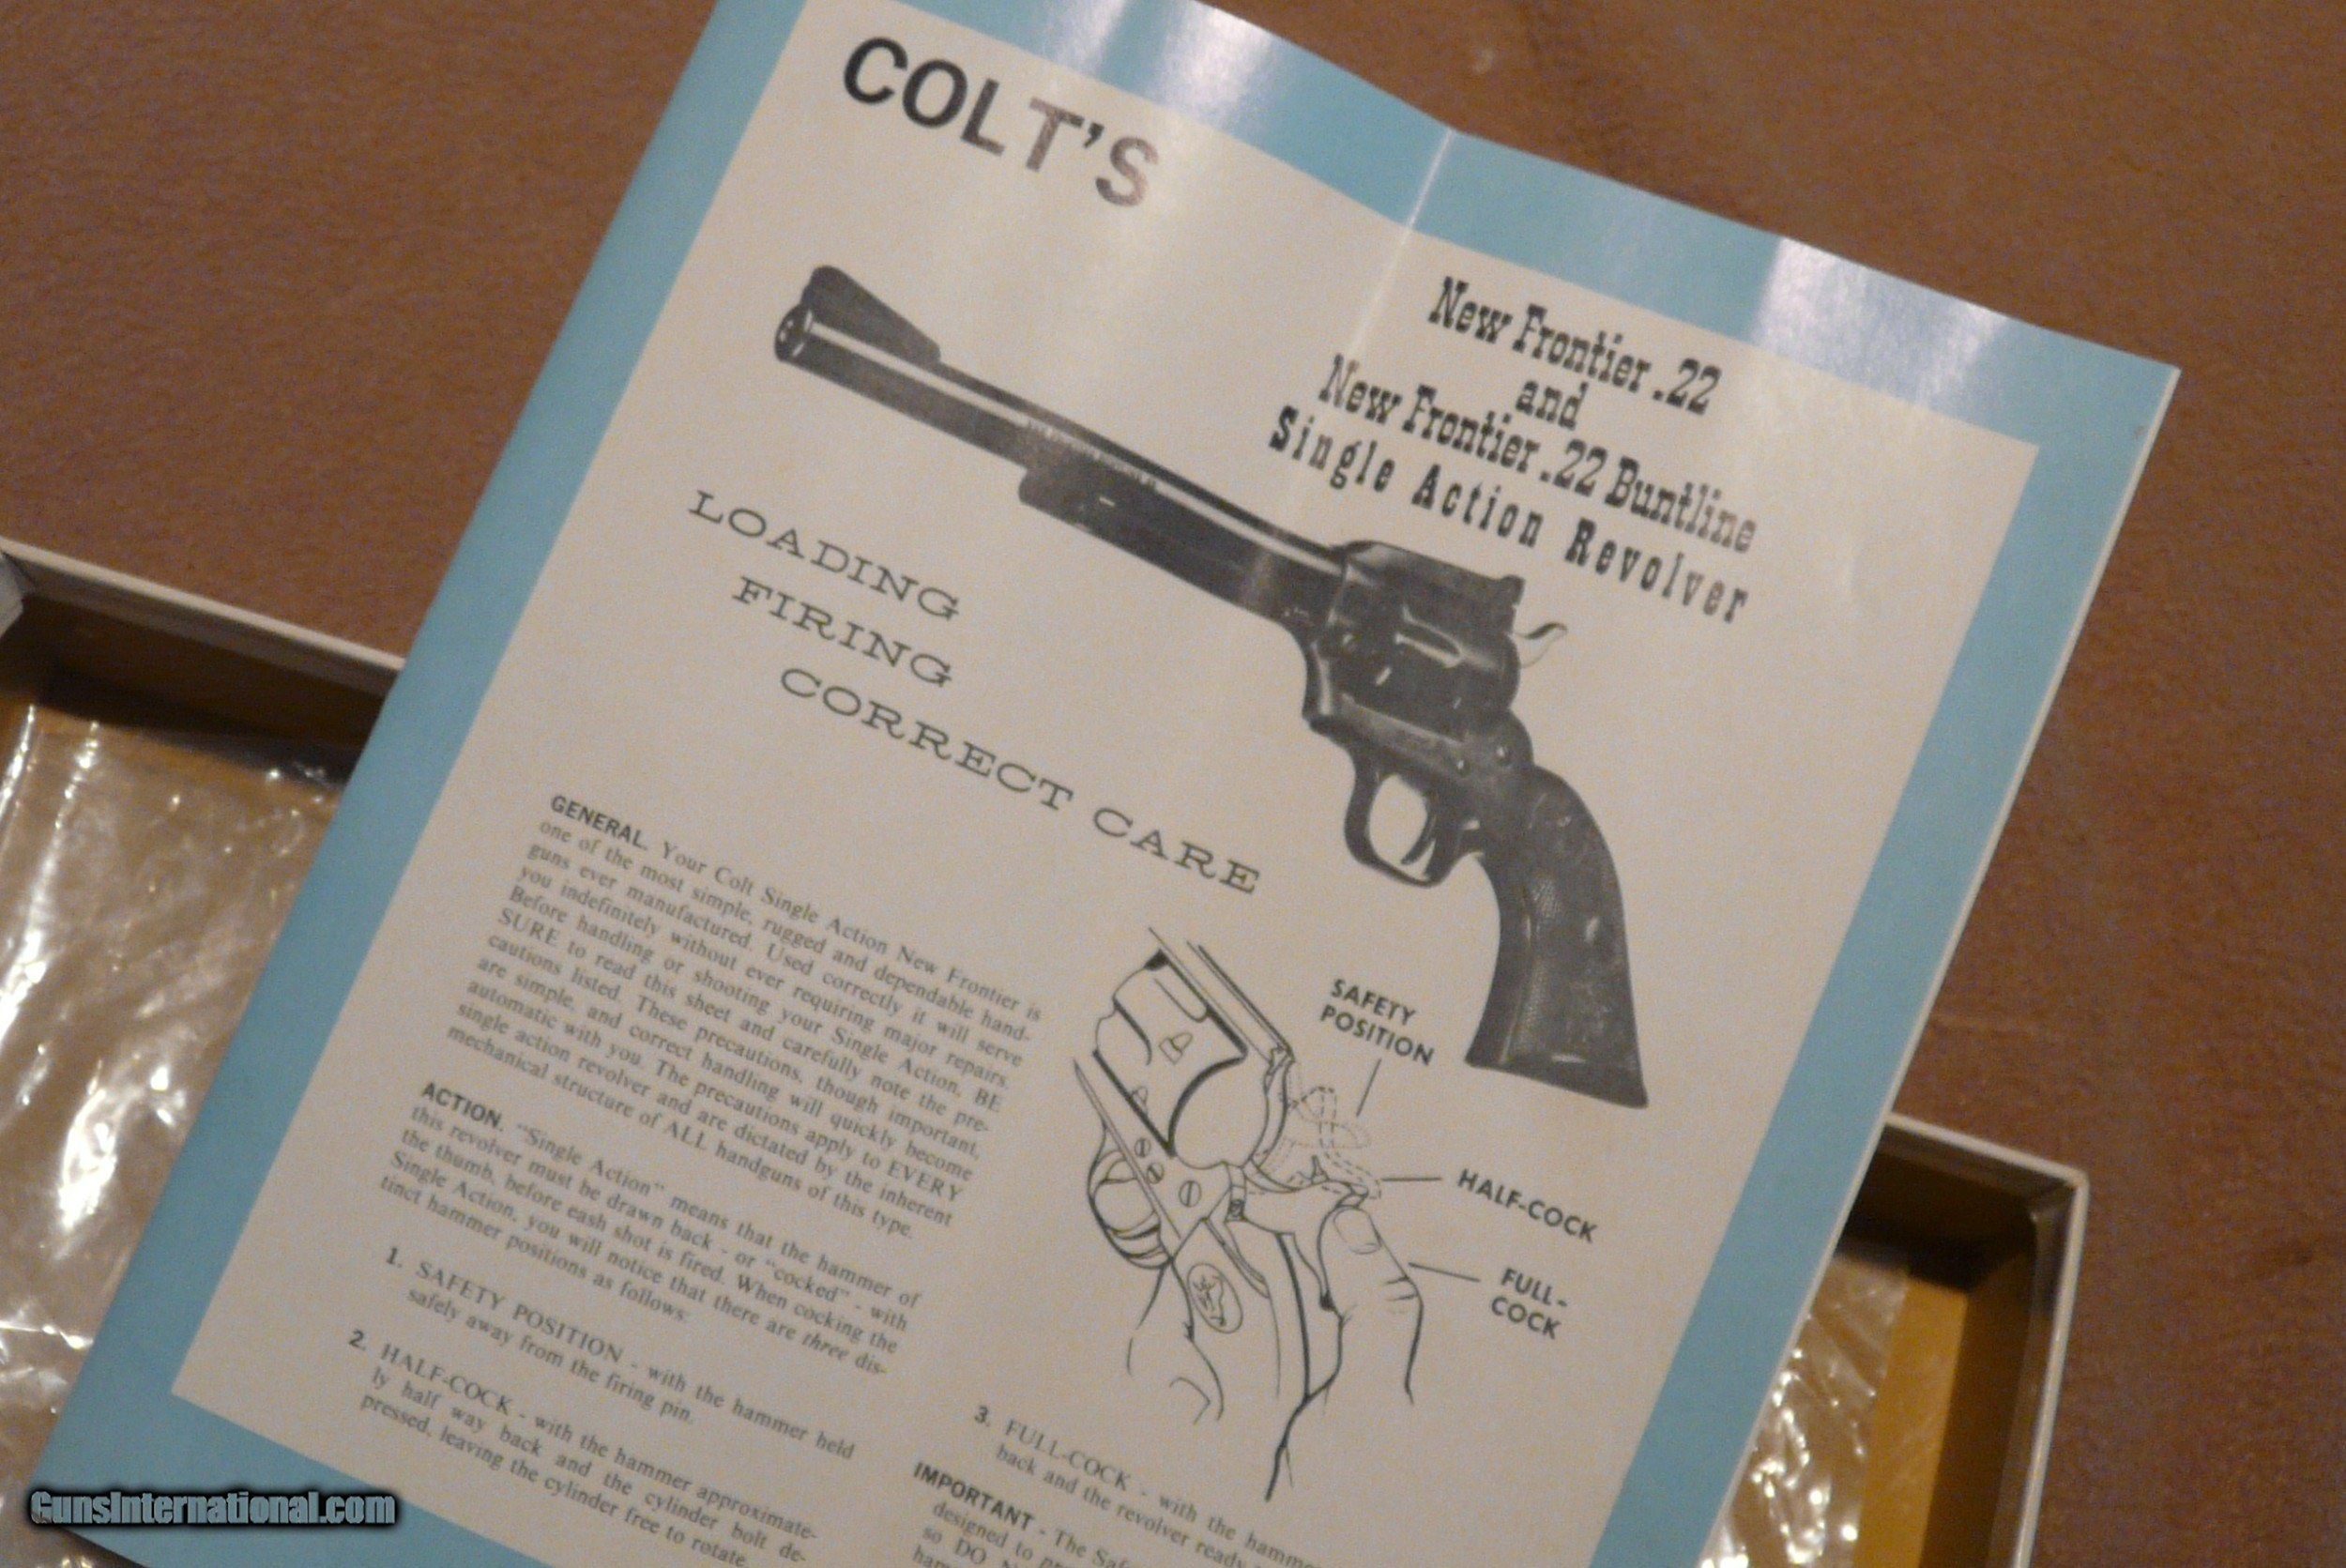 COLT'S
New Frontier .22
and
New Frontier .22 Buntline
Single Action Revolver
LOADING
FIRING
CORRECT CARE
GENERAL. Your Colt Single Action New Frontier is
one of the most simple, rugged and dependable hand-
guns ever manufactured. Used correctly it will serve
you indefinitely without ever requiring major repairs.
Before handling or shooting your Single Action, BE
SURE to read this sheet and carefully note the pre-
cautions listed. These precautions, though important,
are simple, and correct handling will quickly become
automatic with you. The precautions apply to EVERY
single action revolver and are dictated by the inherent
mechanical structure of ALL handguns of this type.
ACTION. "Single Action" means that the hammer of
this revolver must be drawn back - or "cocked" - with
the thumb, before eash shot is fired. When cocking the
Single Action, you will notice that there are three dis-
tinct hammer positions as follows:
1. SAFETY POSITION - with the hammer held
safely away from the firing pin.
2. HALF-COCK - with the hammer approximate-
ly half way back and the cylinder bolt de-
pressed, leaving the cylinder free to rotate.
SAFETY
POSITION
HALF-COCK
FULL-
COCK
3. FULL-COCK - with the hammer
back and the revolver ready
IMPORTANT - The
designed to
so DO
GunsInternational.com